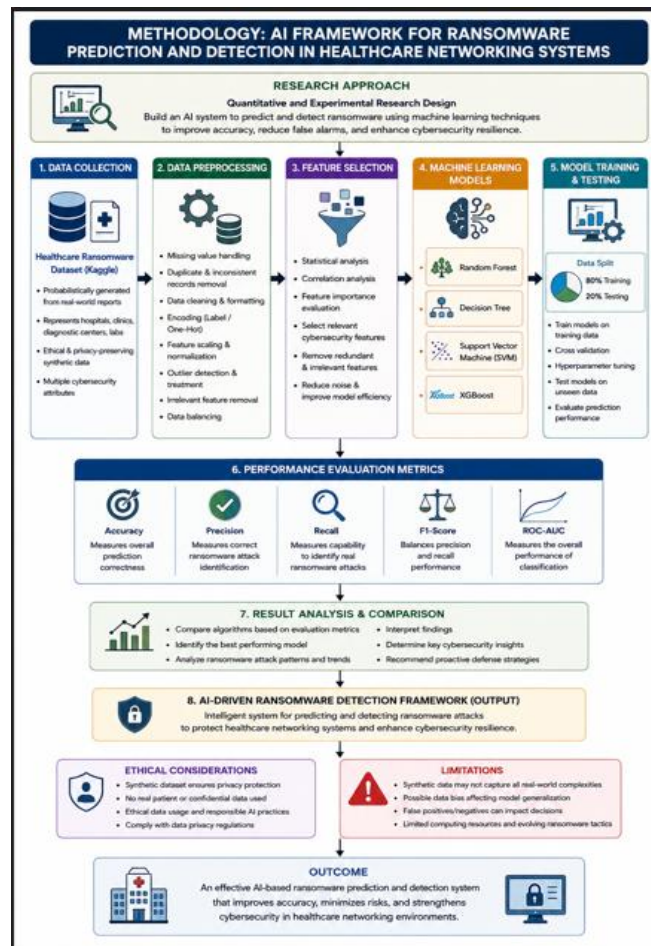 METHODOLOGY: AI FRAMEWORK FOR RANSOMWARE
PREDICTION AND DETECTION IN HEALTHCARE NETWORKING SYSTEMS
RESEARCH APPROACH
Quantitative and Experimental Research Design
Build an AI system to predict and detect ransomware using machine learning techniques
to improve accuracy, reduce false alarms, and enhance cybersecurity resilience.
1. DATA COLLECTION
Healthcare Ransomware
Dataset (Kaggle)
• Probabilistically generated
from real-world reports
• Represents hospitals, clinics,
diagnostic centers, labs
• Ethical & privacy-preserving
synthetic data
• Multiple cybersecurity
attributes
2. DATA PREPROCESSING
• Missing value handling
• Duplicate & inconsistent
records removal
• Data cleaning & formatting
• Encoding (Label /
One-Hot)
• Feature scaling &
normalization
• Outlier detection &
treatment
• Irrelevant feature removal
• Data balancing
3. FEATURE SELECTION
• Statistical analysis
• Correlation analysis
• Feature importance
evaluation
• Select relevant
cybersecurity features
• Remove redundant
& irrelevant features
• Reduce noise &
improve model efficiency
4. MACHINE LEARNING
MODELS
• Random Forest
• Decision Tree
• Support Vector
Machine (SVM)
• XGBoost XGBoost
5. MODEL TRAINING
& TESTING
Data Split
80% Training
20% Testing
• Train models on
training data
• Cross validation
• Hyperparameter tuning
• Test models on
unseen data
• Evaluate prediction
performance
6. PERFORMANCE EVALUATION METRICS
Accuracy
Measures overall
prediction
correctness
Precision
Measures correct
ransomware attack
identification
Recall
Measures capability
to identify real
ransomware attacks
F1-Score
Balances precision
and recall
performance
ROC-AUC
Measures the overall
performance of
classification
7. RESULT ANALYSIS & COMPARISON
• Compare algorithms based on evaluation metrics
• Identify the best performing model
• Analyze ransomware attack patterns and trends
• Interpret findings
• Determine key cybersecurity insights
• Recommend proactive defense strategies
8. AI-DRIVEN RANSOMWARE DETECTION FRAMEWORK (OUTPUT)
Intelligent system for predicting and detecting ransomware attacks
to protect healthcare networking systems and enhance cybersecurity resilience.
ETHICAL CONSIDERATIONS
• Synthetic dataset ensures privacy protection
• No real patient or confidential data used
• Ethical data usage and responsible AI practices
• Comply with data privacy regulations
LIMITATIONS
• Synthetic data may not capture all real-world complexities
• Possible data bias affecting model generalization
• False positives/negatives can impact decisions
• Limited computing resources and evolving ransomware tactics
OUTCOME
An effective AI-based ransomware prediction and detection system
that improves accuracy, minimizes risks, and strengthens
cybersecurity in healthcare networking environments.